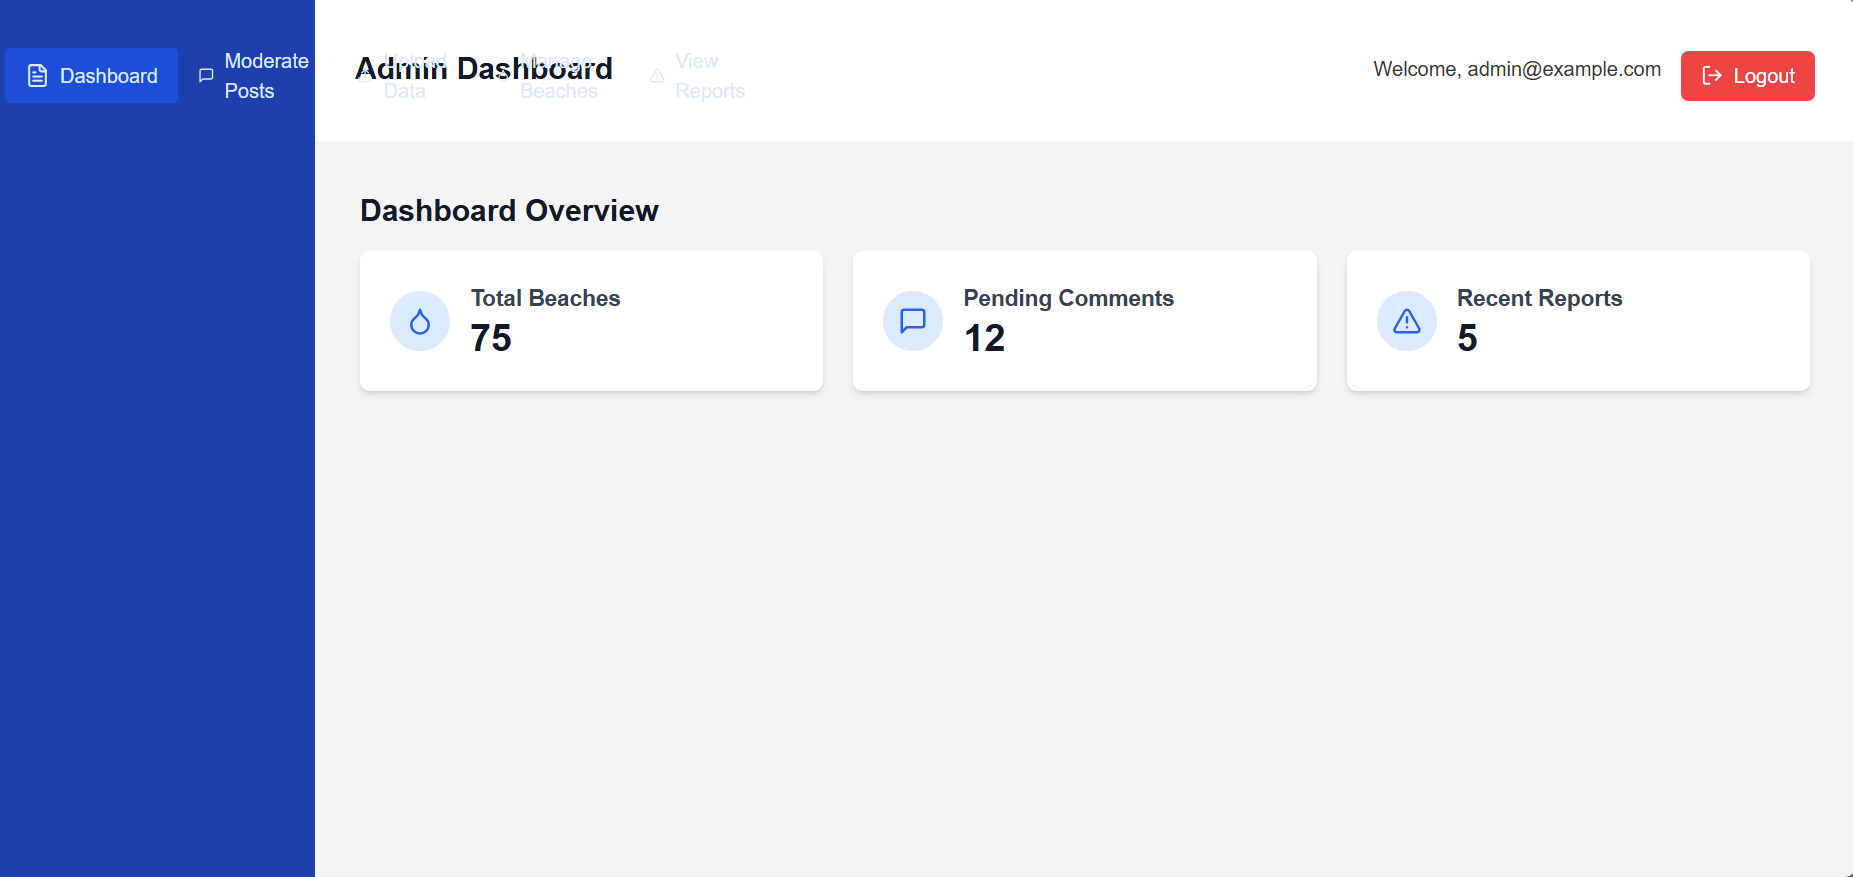 Dashboard
Moderate
Posts
Upload
Data
Manage
Beaches
View
Reports
Admin Dashboard
Welcome, admin@example.com
Logout
Dashboard Overview
Total Beaches
75
Pending Comments
12
Recent Reports
5